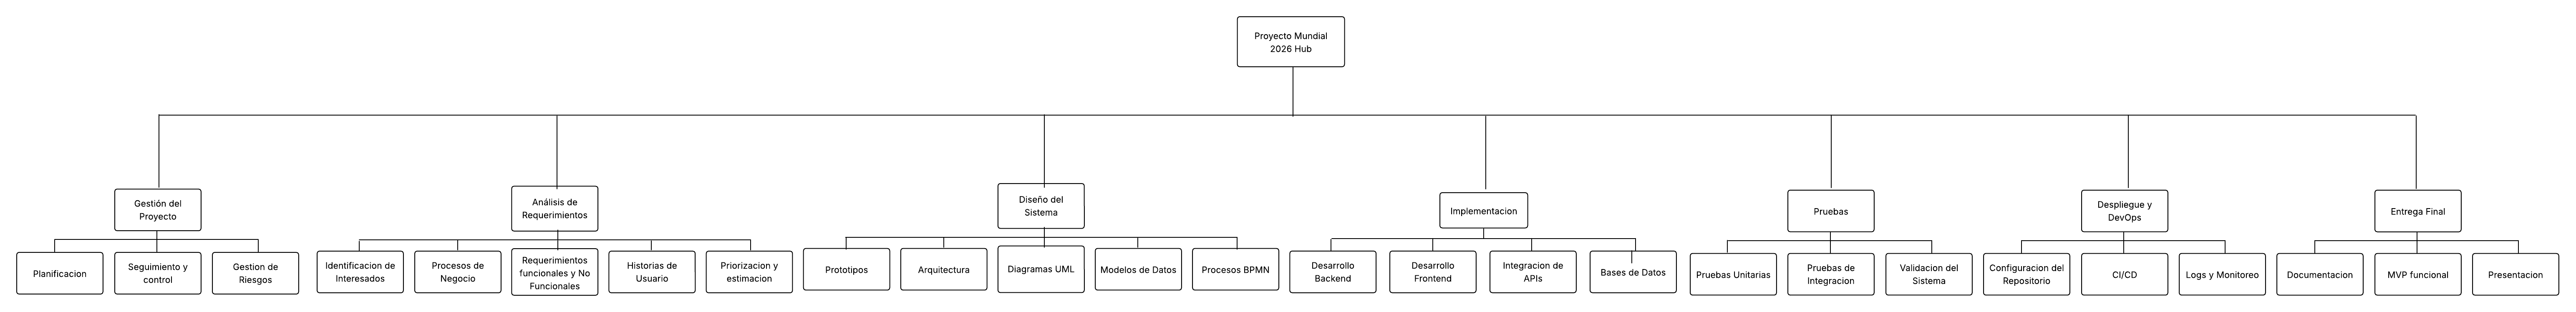 Proyecto Mundial
2026 Hub
Gestión del
Proyecto
Análisis de
Requerimientos
Diseño del
Sistema
Implementacion
Pruebas
Despliegue y
DevOps
Entrega Final
Planificacion
Seguimiento y
control
Gestion de
Riesgos
Identificacion de
Interesados
Procesos de
Negocio
Requerimientos
funcionales y No
Funcionales
Historias de
Usuario
Priorizacion y
estimacion
Prototipos
Arquitectura
Diagramas UML
Modelos de Datos
Procesos BPMN
Desarrollo
Backend
Desarrollo
Frontend
Integracion de
APIs
Bases de Datos
Pruebas Unitarias
Pruebas de
Integracion
Validacion del
Sistema
Configuracion del
Repositorio
CI/CD
Logs y Monitoreo
Documentacion
MVP funcional
Presentacion